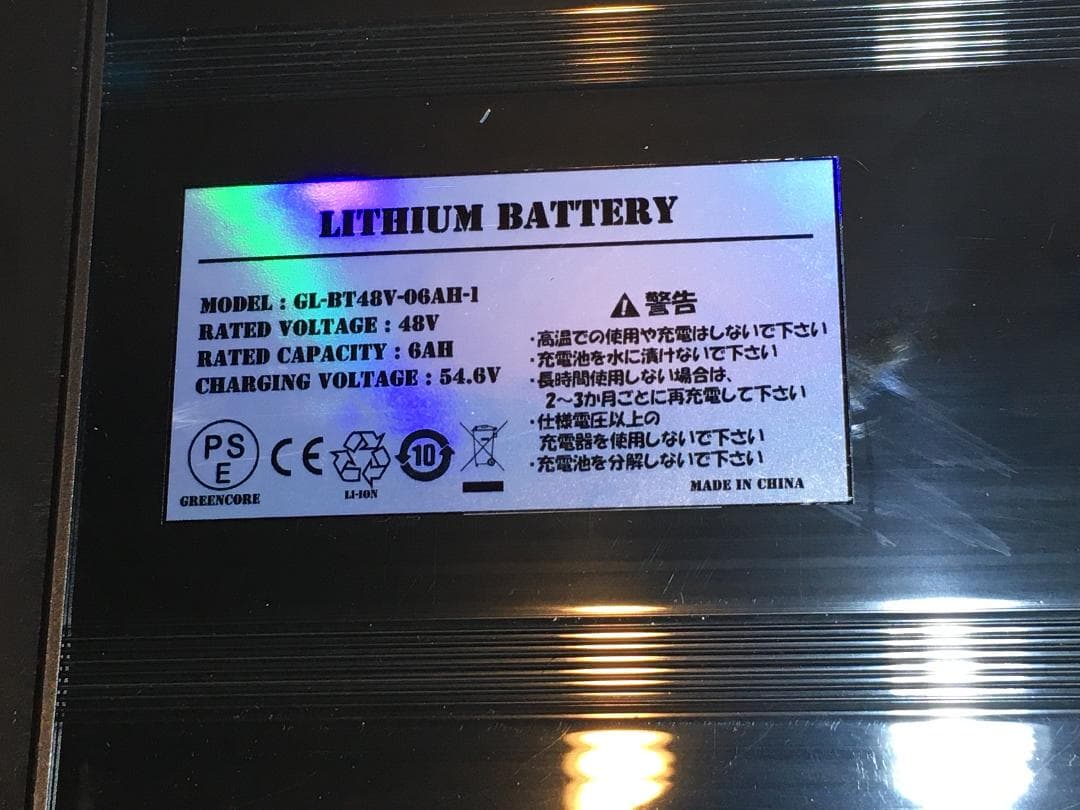 LITHIUM BATTERY
MODEL : GL-BT48V-06AH-1
RATED VOLTAGE : 48V
RATED CAPACITY : 6AH
CHARGING VOLTAGE : 54.6V
PS
E
GREENCORE
CE
LI-ION
10
警告
・高温での使用や充電はしないで下さい
・充電池を水に漬けないで下さい
・長時間使用しない場合は、
2～3か月ごとに再充電して下さい
・仕様電圧以上の
充電器を使用しないで下さい
・充電池を分解しないで下さい
MADE IN CHINA